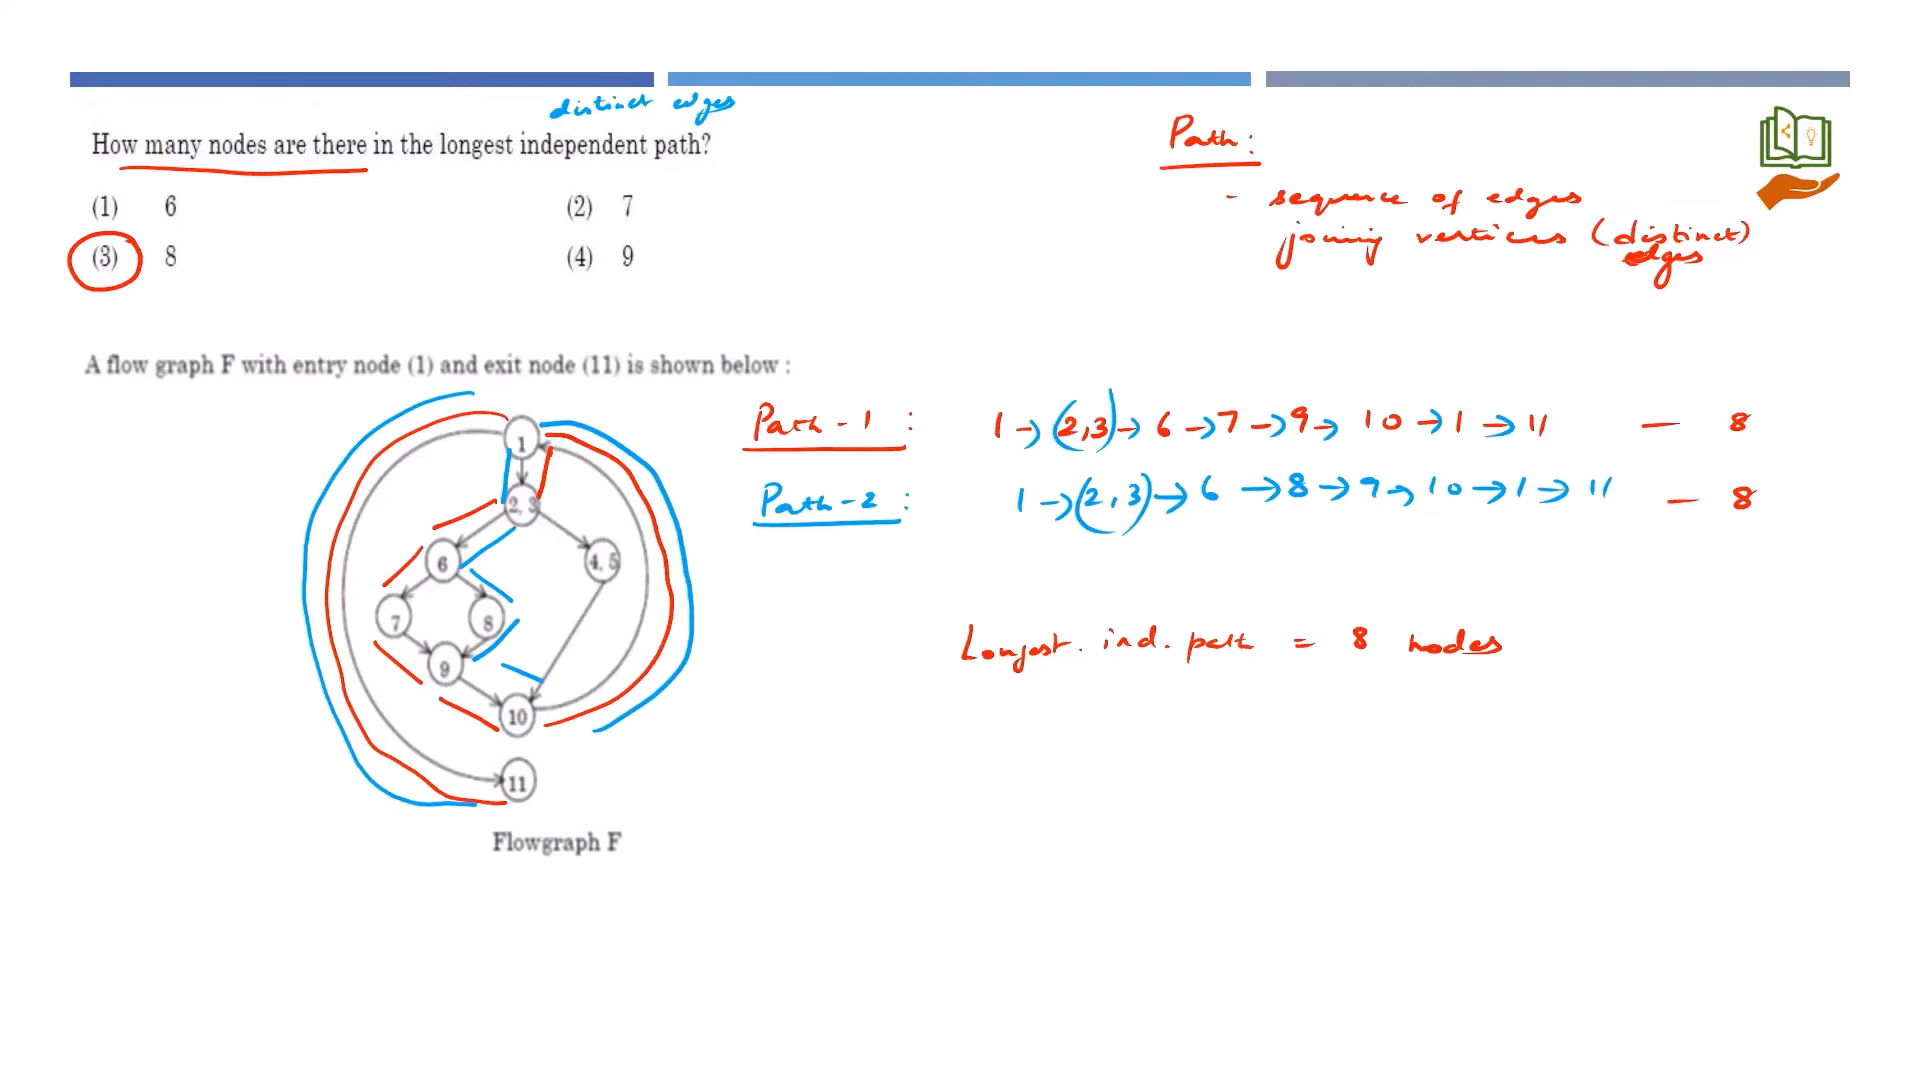 distinct edges
How many nodes are there in the longest independent path?
(1) 6 (2) 7
(3) 8 (4) 9
Path:
- sequence of edges
joining vertices (distinct)
edges
A flow graph F with entry node (1) and exit node (11) is shown below :
1
2, 3
6
4, 5
7
8
9
10
11
Flowgraph F
Path - 1 : 1 → (2,3) → 6 → 7 → 9 → 10 → 1 → 11 — 8
Path - 2 : 1 → (2,3) → 6 → 8 → 9 → 10 → 1 → 11 — 8
Longest. ind. path = 8 nodes